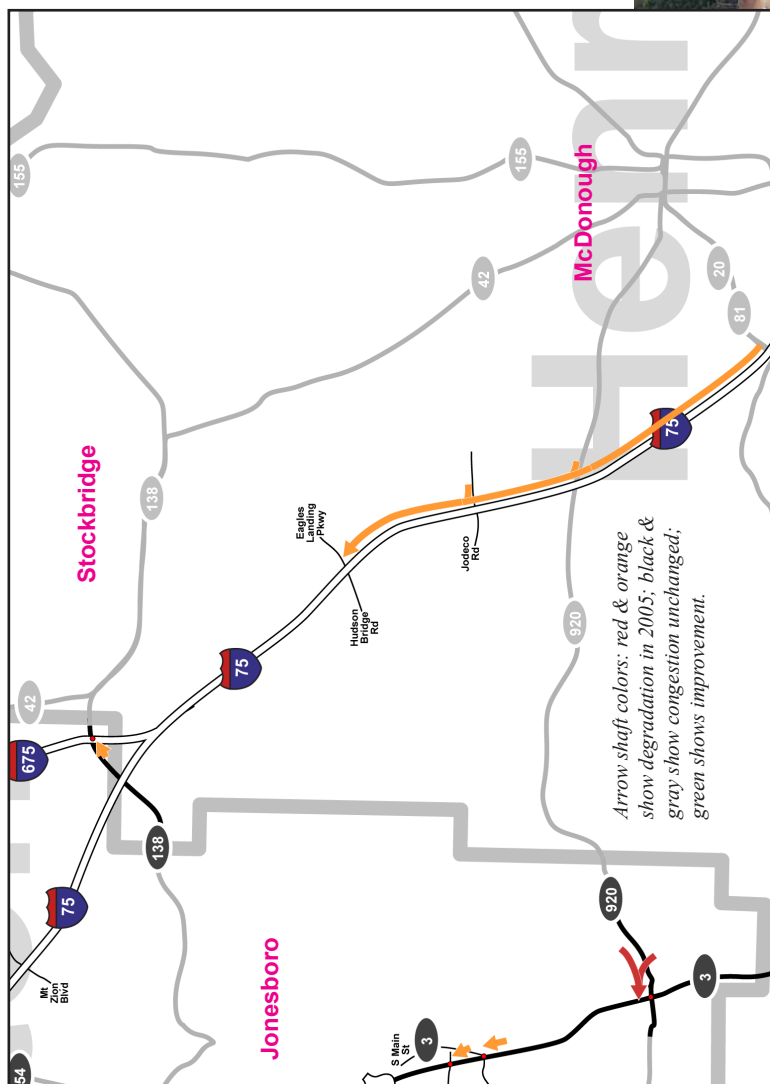 155
155
42
McDonough
20
81
Henr
75
Stockbridge
138
Eagles
Landing
Pkwy
Hudson
Bridge
Rd
Jodeco
Rd
920
75
42
675
138
75
Mt
Zion
Blvd
Jonesboro
54
S Main
St
3
920
3
Arrow shaft colors: red & orange
show degradation in 2005; black &
gray show congestion unchanged;
green shows improvement.